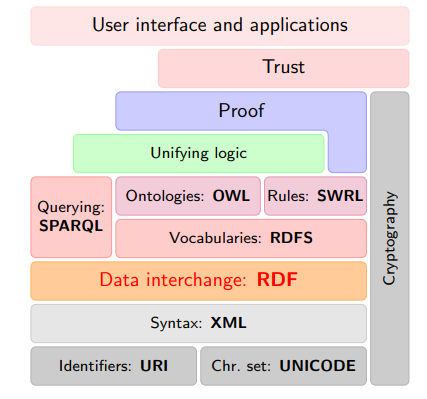 User interface and applications
Trust
Proof
Unifying logic
Querying:
SPARQL
Ontologies: OWL
Rules: SWRL
Vocabularies: RDFS
Cryptography
Data interchange: RDF
Syntax: XML
Identifiers: URI
Chr. set: UNICODE